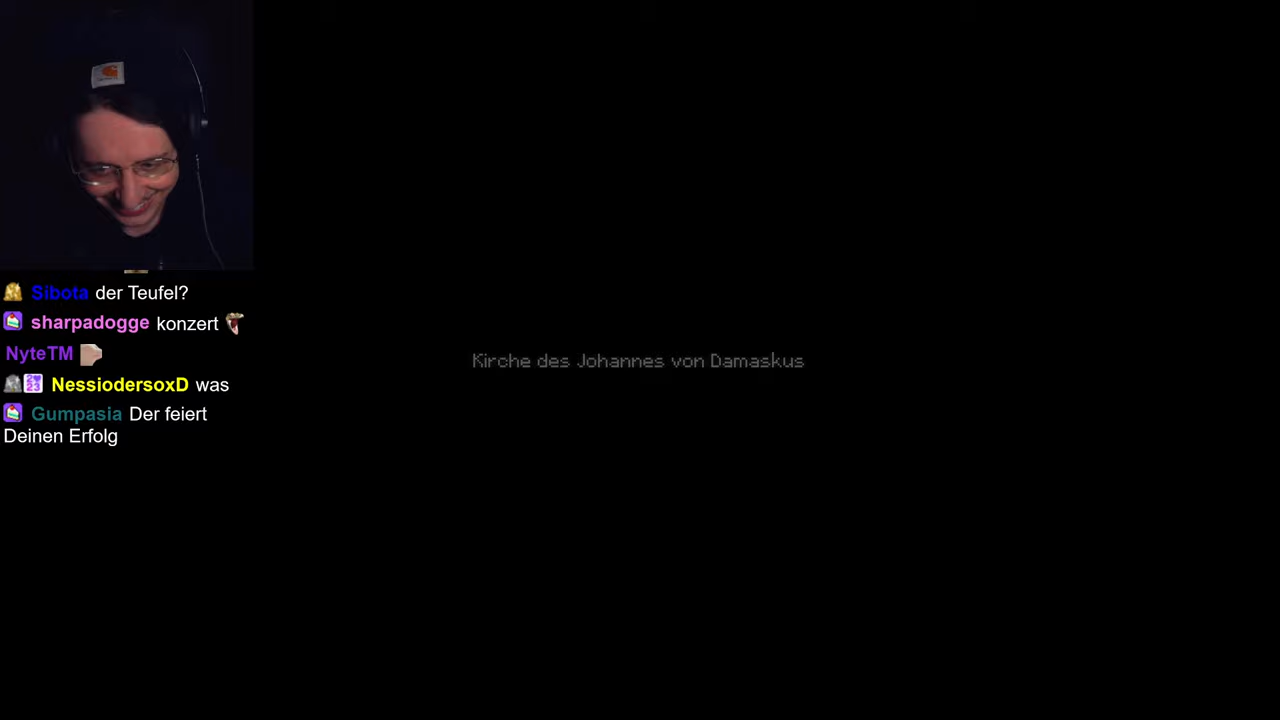 Sibota der Teufel?
sharpadogge konzert
NyteTM
NessiodersoxD was
Gumpasia Der feiert
Deinen Erfolg
Kirche des Johannes von Damaskus